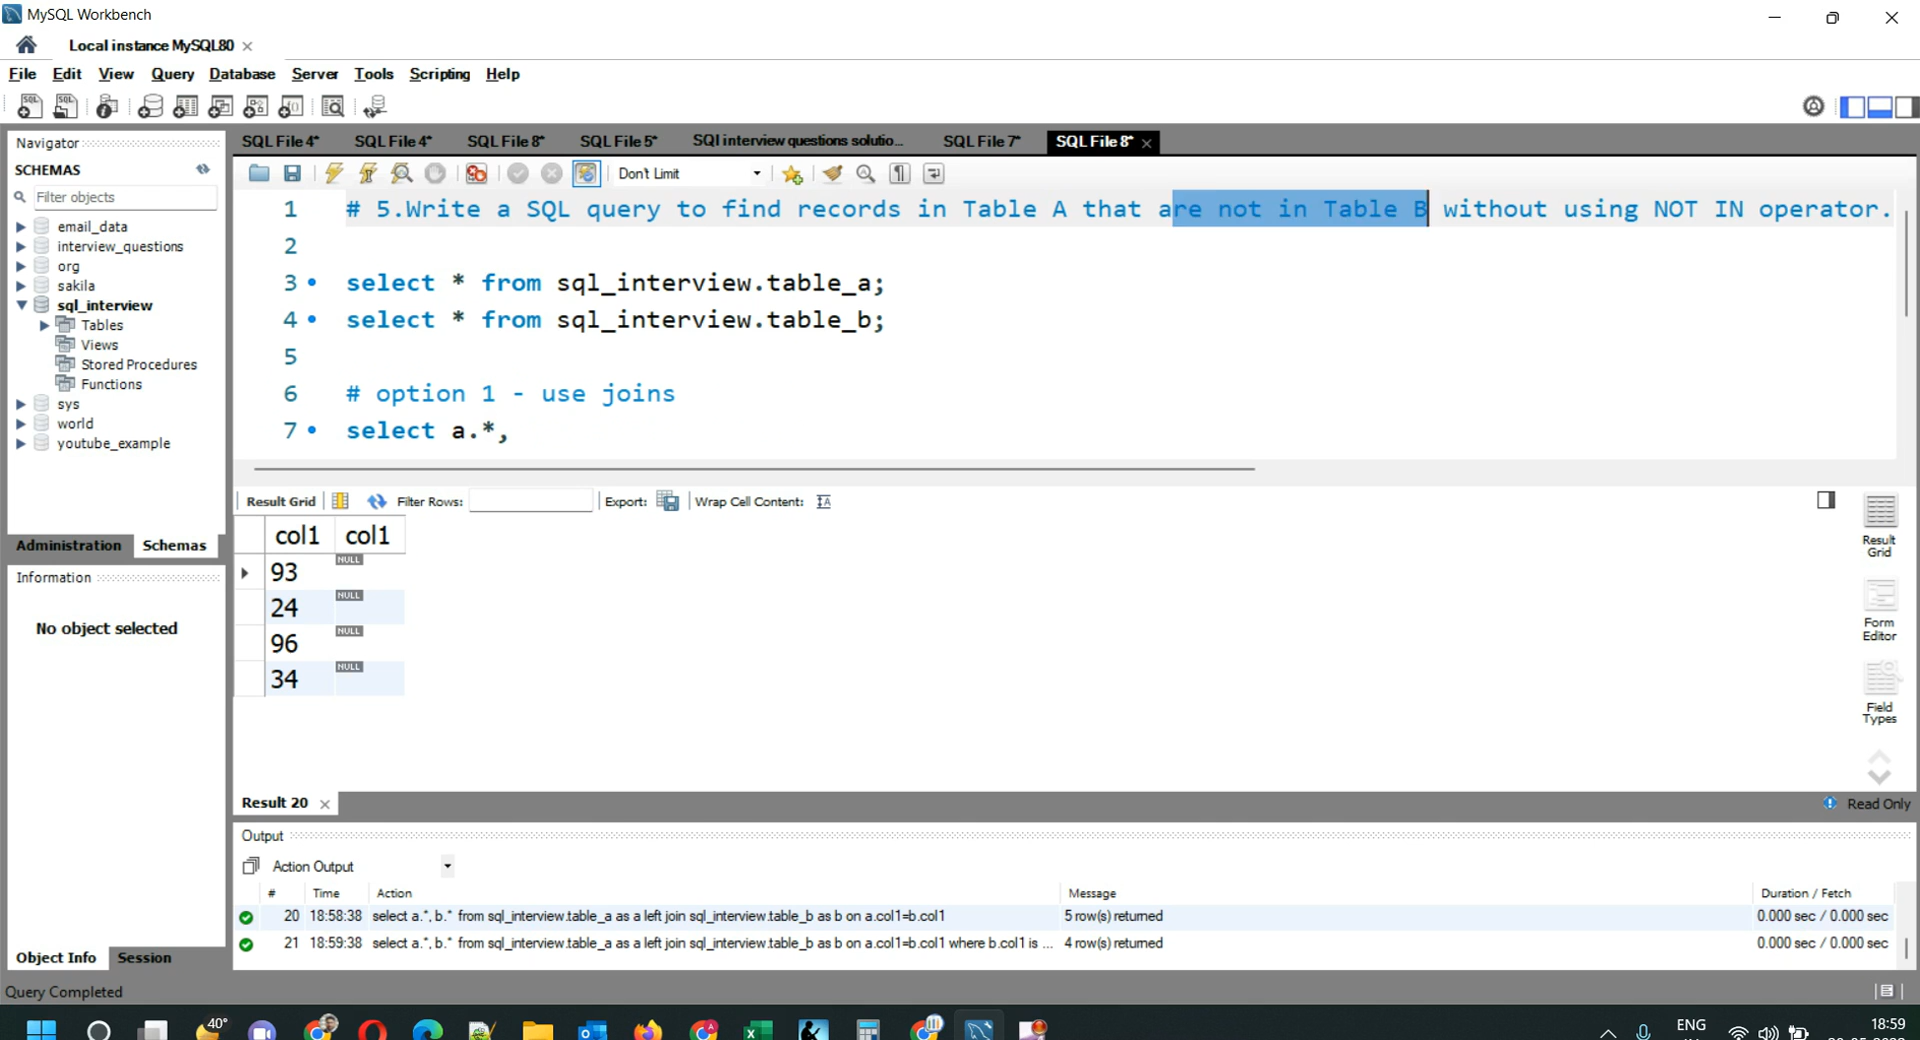 MySQL Workbench
Local instance MySQL80
File Edit View Query Database Server Tools Scripting Help
Navigator
SCHEMAS
Filter objects
email_data
interview_questions
org
sakila
sql_interview
Tables
Views
Stored Procedures
Functions
sys
world
youtube_example
Administration Schemas
Information
No object selected
Object Info Session
SQL File 4* SQL File 4* SQL File 8* SQL File 5* SQl interview questions solutio... SQL File 7* SQL File 8*
Don't Limit
1 # 5.Write a SQL query to find records in Table A that are not in Table B without using NOT IN operator.
2
3 select * from sql_interview.table_a;
4 select * from sql_interview.table_b;
5
6 # option 1 - use joins
7 select a.*,
Result Grid Filter Rows: Export: Wrap Cell Content:
col1 col1
93 NULL
24 NULL
96 NULL
34 NULL
Result Grid
Form Editor
Field Types
Result 20
Read Only
Output
Action Output
# Time Action Message Duration / Fetch
20 18:58:38 select a.*, b.* from sql_interview.table_a as a left join sql_interview.table_b as b on a.col1=b.col1 5 row(s) returned 0.000 sec / 0.000 sec
21 18:59:38 select a.*, b.* from sql_interview.table_a as a left join sql_interview.table_b as b on a.col1=b.col1 where b.col1 is ... 4 row(s) returned 0.000 sec / 0.000 sec
Query Completed
40°
ENG
18:59